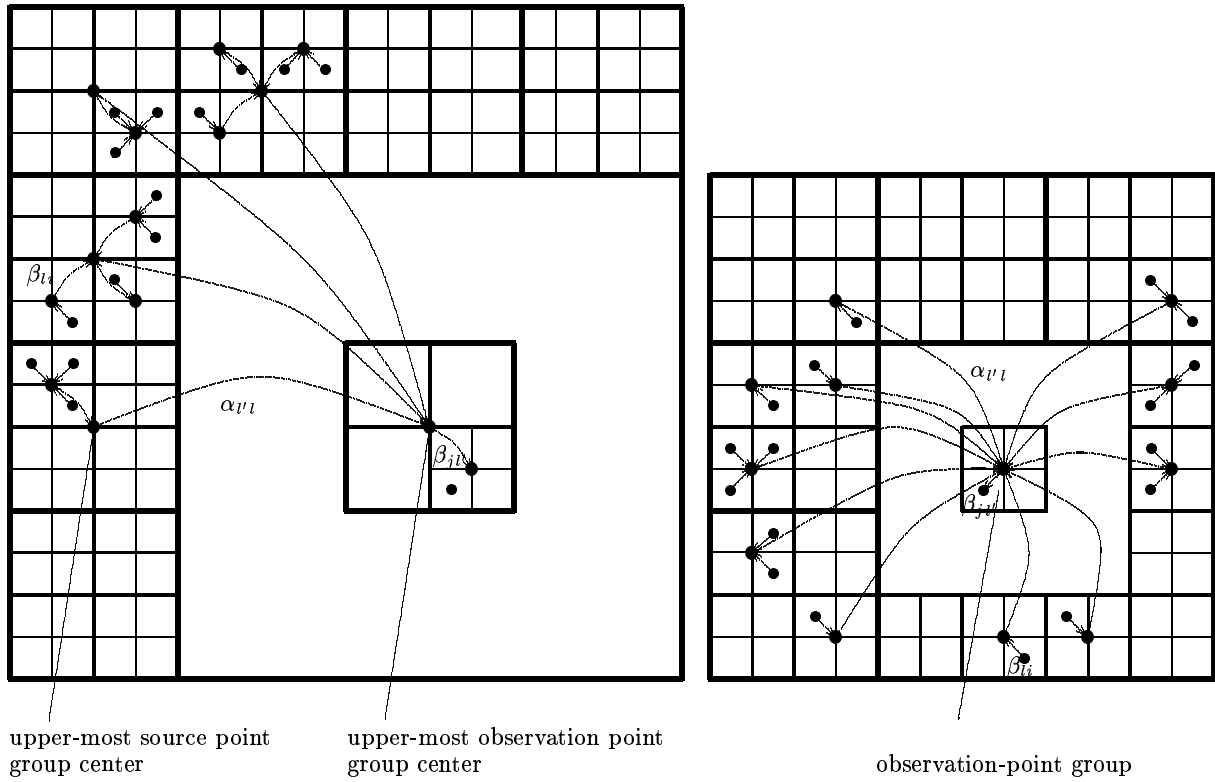 β_{li}
α_{l'l}
β_{jl'}
α_{l'l}
β_{jl'}
β_{li}
upper-most source point
group center
upper-most observation point
group center
observation-point group